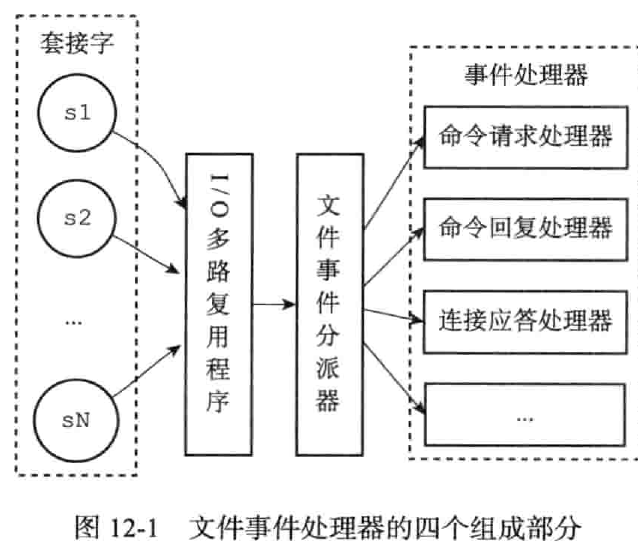 套接字
s1
s2
...
sN
I/O多路复用程序
文件事件分派器
事件处理器
命令请求处理器
命令回复处理器
连接应答处理器
...
图 12-1 文件事件处理器的四个组成部分